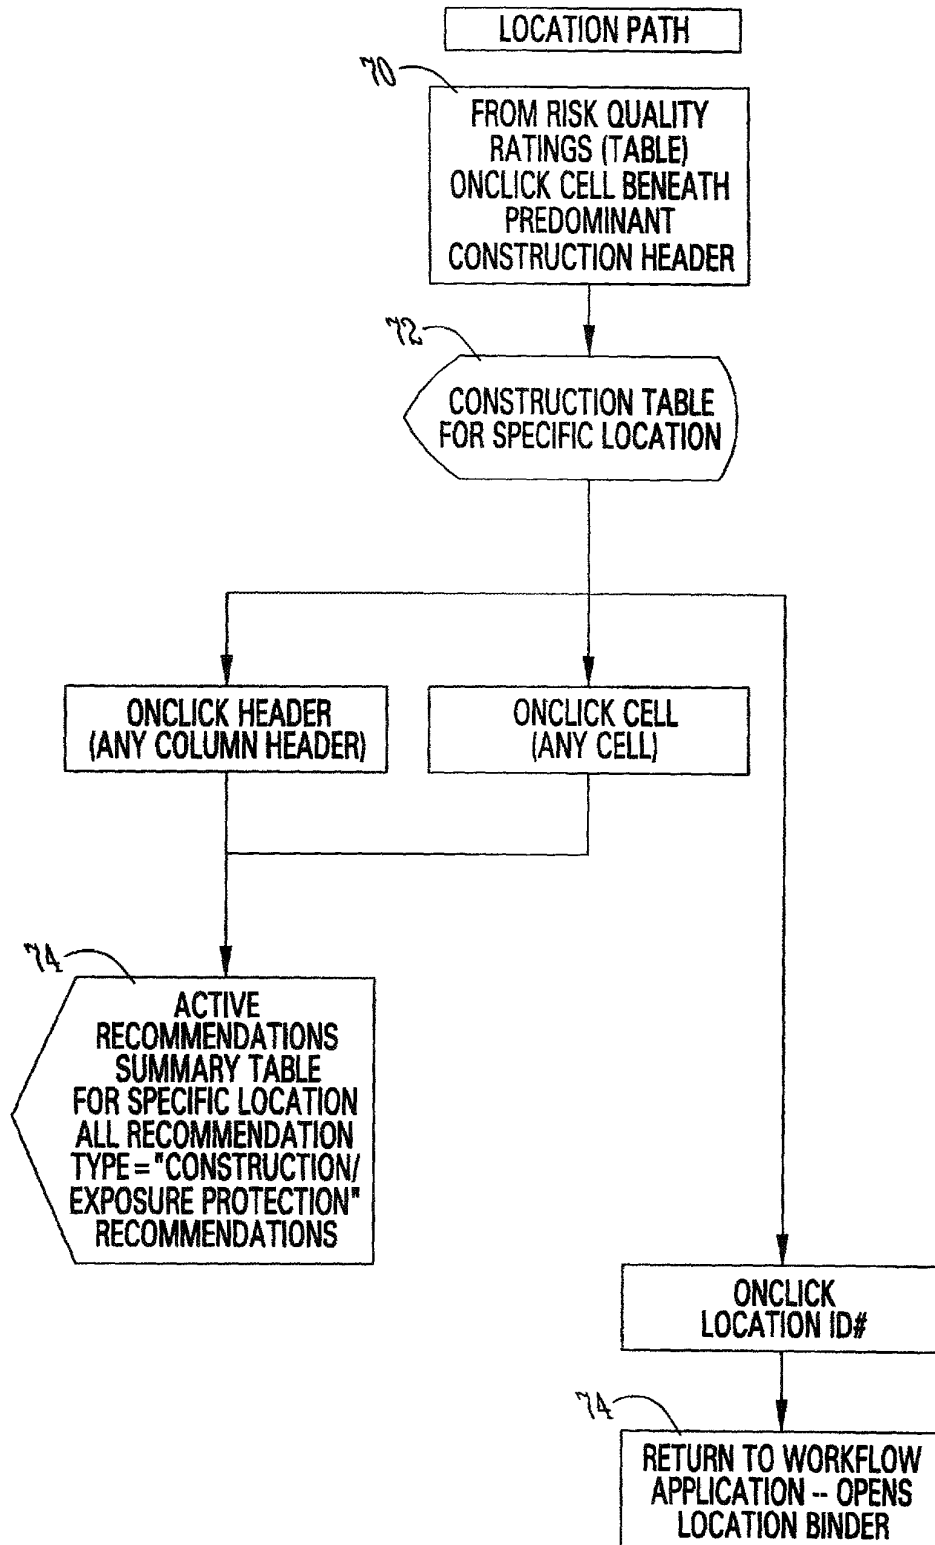 LOCATION PATH
70
FROM RISK QUALITY
RATINGS (TABLE)
ONCLICK CELL BENEATH
PREDOMINANT
CONSTRUCTION HEADER
72
CONSTRUCTION TABLE
FOR SPECIFIC LOCATION
ONCLICK HEADER
(ANY COLUMN HEADER)
ONCLICK CELL
(ANY CELL)
74
ACTIVE
RECOMMENDATIONS
SUMMARY TABLE
FOR SPECIFIC LOCATION
ALL RECOMMENDATION
TYPE = "CONSTRUCTION/
EXPOSURE PROTECTION"
RECOMMENDATIONS
ONCLICK
LOCATION ID#
74
RETURN TO WORKFLOW
APPLICATION -- OPENS
LOCATION BINDER